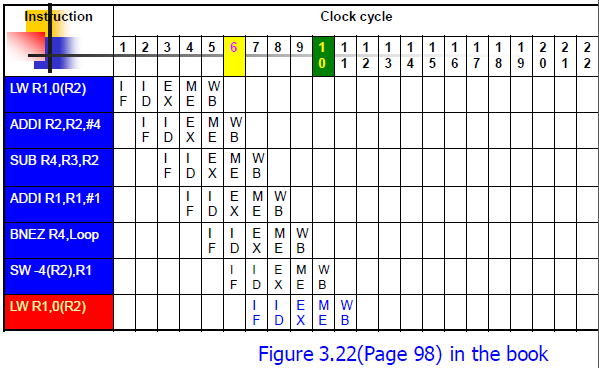 Instruction Clock cycle
1 2 3 4 5 6 7 8 9 10 11 12 13 14 15 16 17 18 19 20 21 22
LW R1,0(R2) IF ID EX ME WB
ADDI R2,R2,#4 IF ID EX ME WB
SUB R4,R3,R2 IF ID EX ME WB
ADDI R1,R1,#1 IF ID EX ME WB
BNEZ R4,Loop IF ID EX ME WB
SW -4(R2),R1 IF ID EX ME WB
LW R1,0(R2) IF ID EX ME WB
Figure 3.22(Page 98) in the book